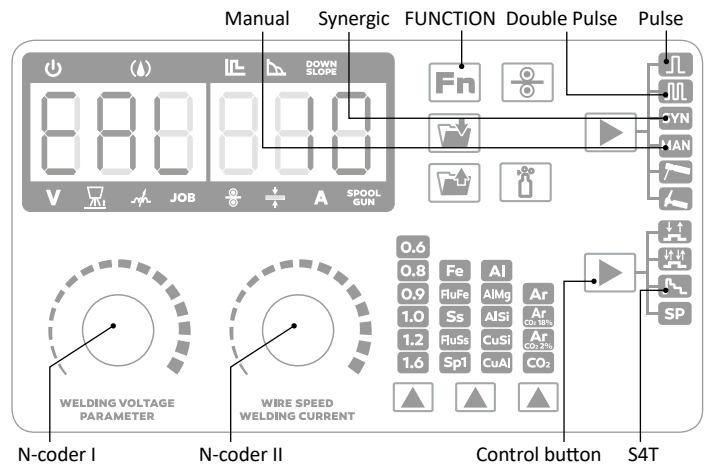 Manual Synergic FUNCTION Double Pulse Pulse
DOWN
SLOPE
EAL 10
V JOB A SPOOL
GUN
Fn
SYN
MAN
SP
0.6
0.8 Fe Al
0.9 FluFe AlMg Ar
1.0 Ss AlSi Ar
CO₂ 18%
1.2 FluSs CuSi Ar
CO₂ 2%
1.6 Sp1 CuAl CO₂
WELDING VOLTAGE
PARAMETER
WIRE SPEED
WELDING CURRENT
N-coder I N-coder II Control button S4T